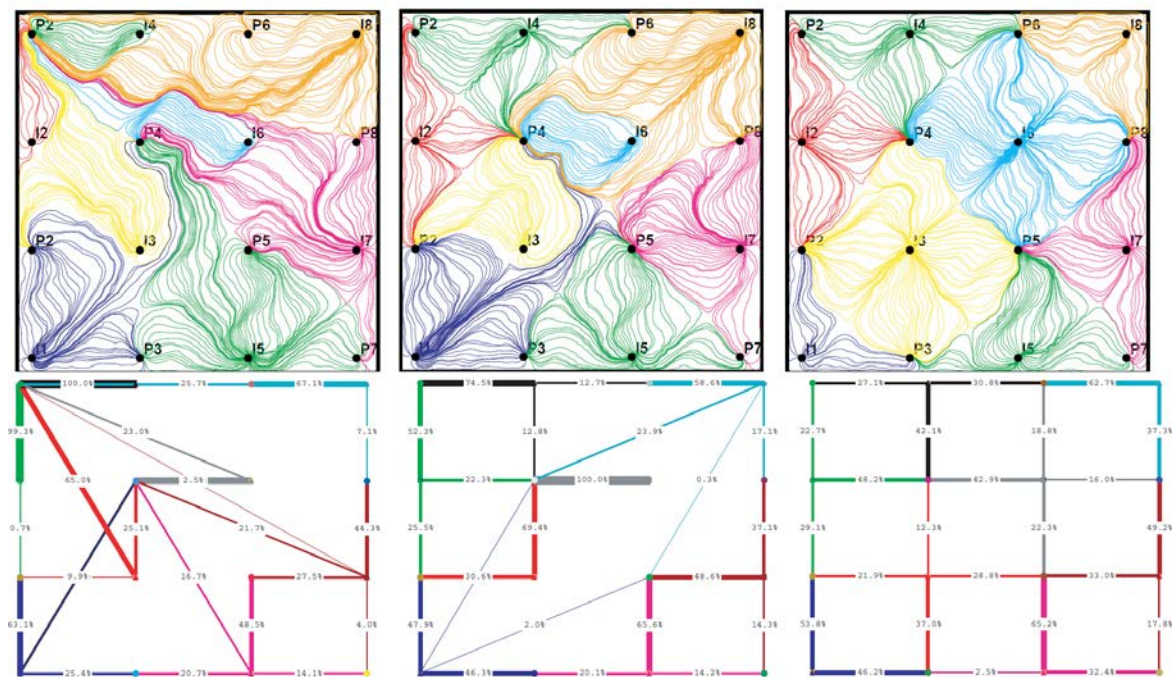 P2 I4 P6 I8 P2 I4 P6 I8 P2 I4 P6 I8
I2 P4 I6 P8 I2 P4 I6 P8 I2 P4 I6 P8
P2 I3 P5 I7 P2 I3 P5 I7 P2 I3 P5 I7
I1 P3 I5 P7 I1 P3 I5 P7 I1 P3 I5 P7
100.0% 25.7% 67.1% 74.5% 12.7% 58.6% 37.1% 30.8% 62.7%
99.3% 23.0% 7.1% 52.3% 12.8% 23.9% 17.1% 22.7% 42.1% 18.8% 37.3%
65.0% 2.5% 22.3% 100.0% 0.3% 48.2% 42.9% 16.0%
0.7% 25.1% 21.7% 44.3% 25.5% 69.4% 37.1% 29.1% 12.3% 22.3% 49.2%
9.9% 16.7% 27.5% 30.6% 48.6% 21.9% 28.8% 33.0%
63.1% 48.5% 4.0% 47.9% 2.0% 65.6% 14.3% 53.8% 37.0% 65.2% 17.8%
25.4% 20.7% 14.1% 46.3% 20.1% 14.2% 46.2% 2.5% 32.4%